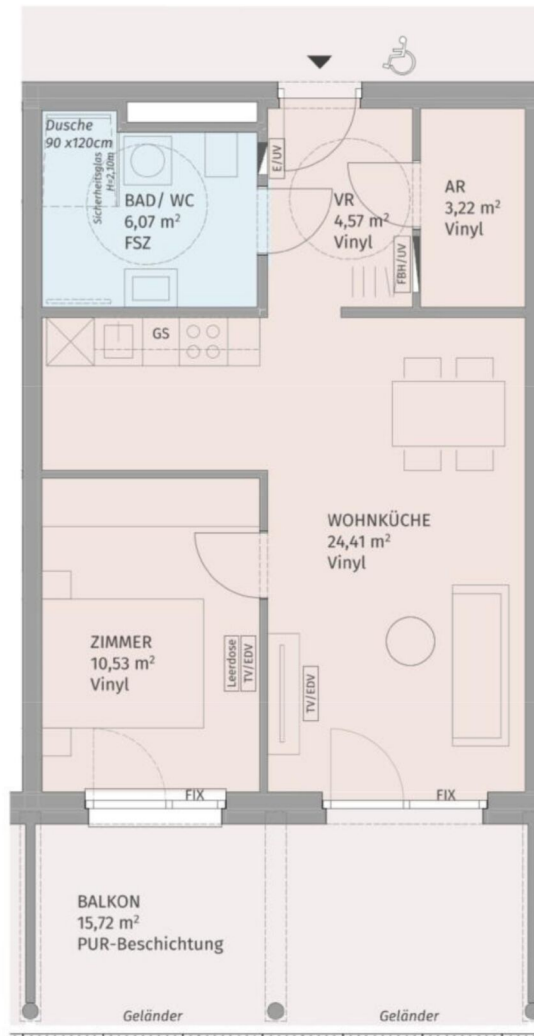 Dusche
90 x120cm
Sicherheitsglas
H=2,10m
BAD/ WC
6,07 m²
FSZ
E/UV
VR
4,57 m²
Vinyl
AR
3,22 m²
Vinyl
FBH/UV
GS
WOHNKÜCHE
24,41 m²
Vinyl
ZIMMER
10,53 m²
Vinyl
Leerdose
TV/EDV
TV/EDV
FIX
FIX
BALKON
15,72 m²
PUR-Beschichtung
Geländer
Geländer